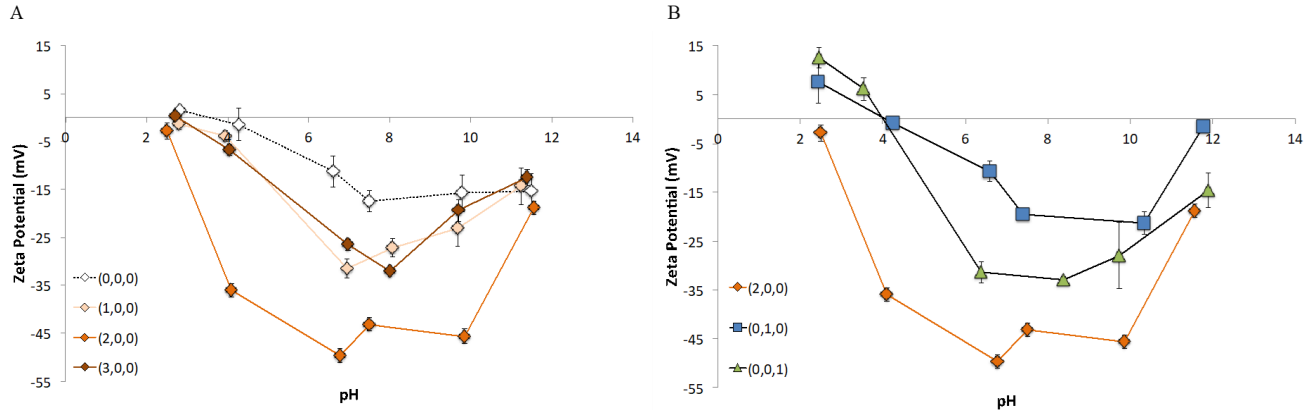 A
15
5
-5
-15
-25
-35
-45
-55
Zeta Potential (mV)
0 2 4 6 8 10 12 14
pH
(0,0,0)
(1,0,0)
(2,0,0)
(3,0,0)
B
15
5
-5
-15
-25
-35
-45
-55
Zeta Potential (mV)
0 2 4 6 8 10 12 14
pH
(2,0,0)
(0,1,0)
(0,0,1)